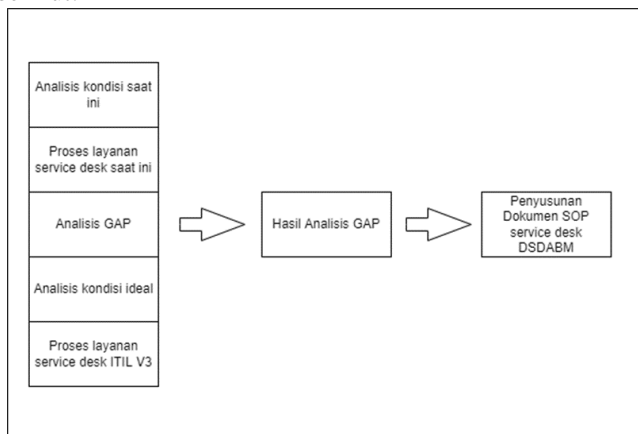 Analisis kondisi saat
ini
Proses layanan
service desk saat ini
Analisis GAP
Analisis kondisi ideal
Proses layanan
service desk ITIL V3
Hasil Analisis GAP
Penyusunan
Dokumen SOP
service desk
DSDABM